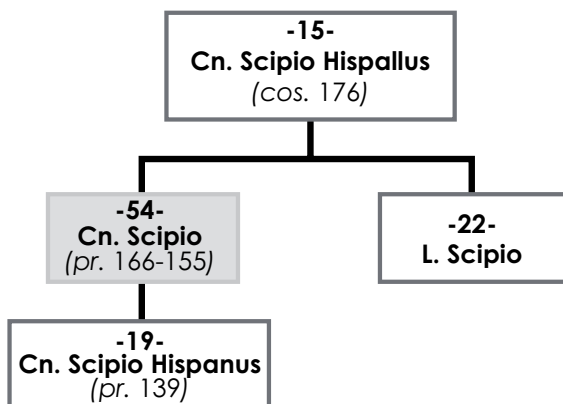 -15-
Cn. Scipio Hispallus
(cos. 176)
-54-
Cn. Scipio
(pr. 166-155)
-22-
L. Scipio
-19-
Cn. Scipio Hispanus
(pr. 139)